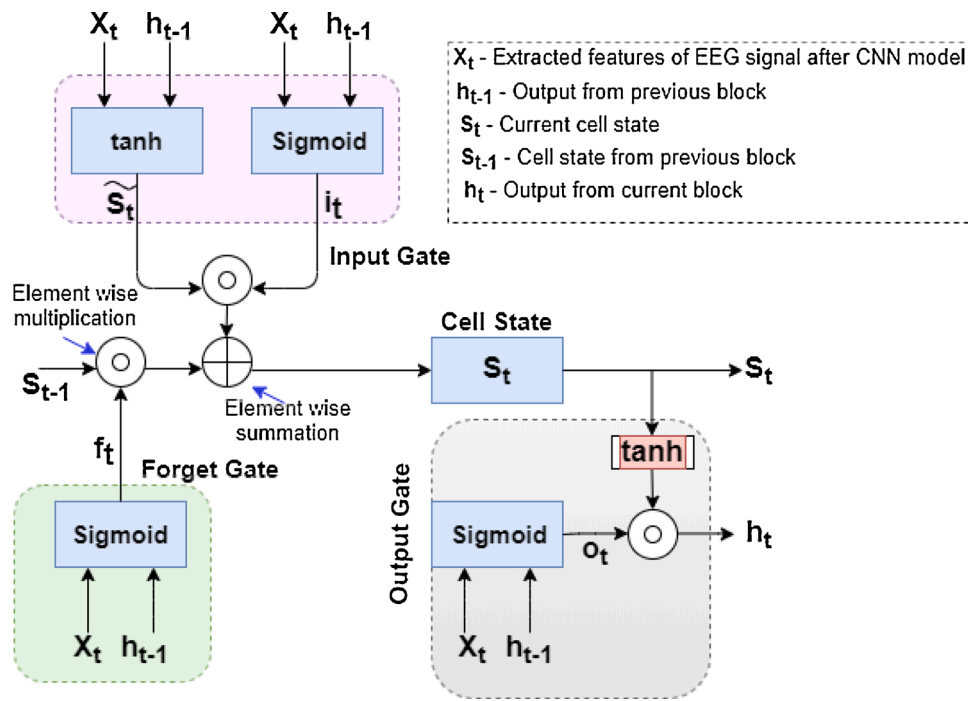 Xt ht-1 Xt ht-1
tanh
Sigmoid
S̃t
it
Input Gate
Xt - Extracted features of EEG signal after CNN model
ht-1 - Output from previous block
St - Current cell state
St-1 - Cell state from previous block
ht - Output from current block
Element wise
multiplication
St-1
Element wise
summation
Cell State
St
St
ft
Forget Gate
Sigmoid
Xt ht-1
Output Gate
tanh
Sigmoid
ot
ht
Xt ht-1